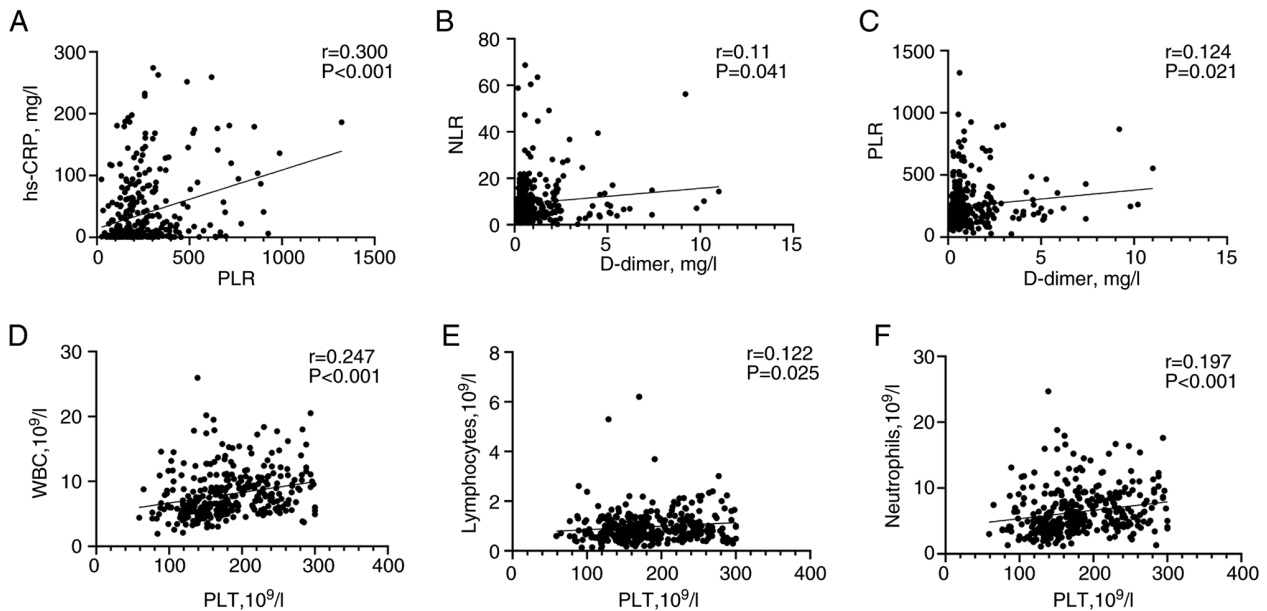 A
hs-CRP, mg/l
300
200
100
0
r=0.300
P<0.001
0 500 1000 1500
PLR
B
NLR
80
60
40
20
0
r=0.11
P=0.041
0 5 10 15
D-dimer, mg/l
C
PLR
1500
1000
500
0
r=0.124
P=0.021
5 10 15
D-dimer, mg/l
D
WBC,10⁹/l
30
20
10
0
r=0.247
P<0.001
0 100 200 300 400
PLT,10⁹/l
E
Lymphocytes,10⁹/l
8
6
4
2
0
r=0.122
P=0.025
0 100 200 300 400
PLT,10⁹/l
F
Neutrophils,10⁹/l
30
20
10
0
r=0.197
P<0.001
0 100 200 300 400
PLT,10⁹/l